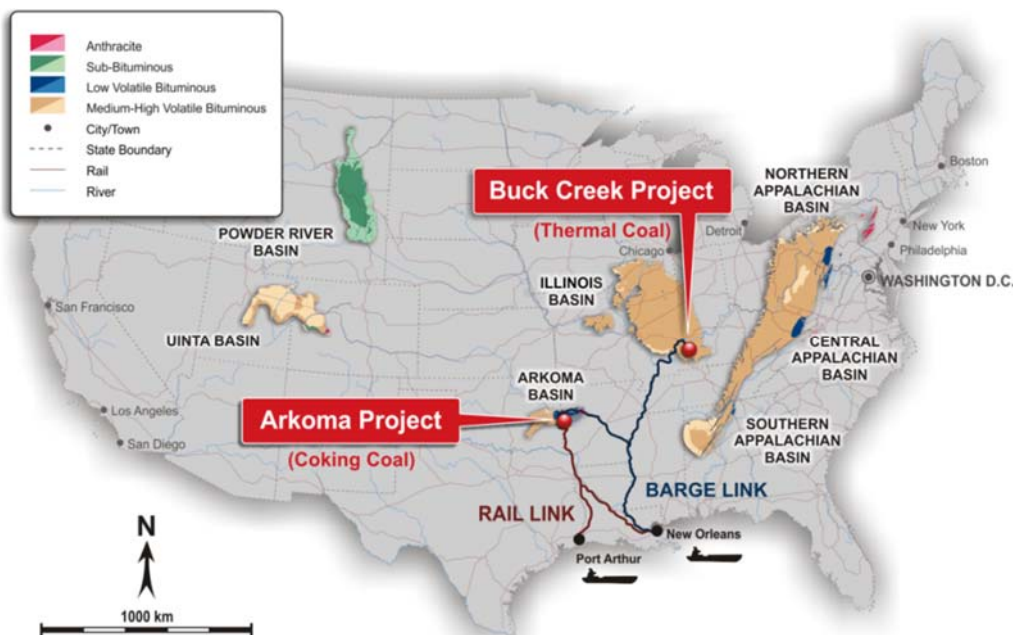 Anthracite
Sub-Bituminous
Low Volatile Bituminous
Medium-High Volatile Bituminous
City/Town
State Boundary
Rail
River
POWDER RIVER
BASIN
UINTA BASIN
San Francisco
Los Angeles
San Diego
Buck Creek Project
(Thermal Coal)
Chicago
Detroit
ILLINOIS
BASIN
NORTHERN
APPALACHIAN
BASIN
Boston
New York
Philadelphia
WASHINGTON D.C.
CENTRAL
APPALACHIAN
BASIN
SOUTHERN
APPALACHIAN
BASIN
ARKOMA
BASIN
Arkoma Project
(Coking Coal)
RAIL LINK
BARGE LINK
New Orleans
Port Arthur
N
1000 km